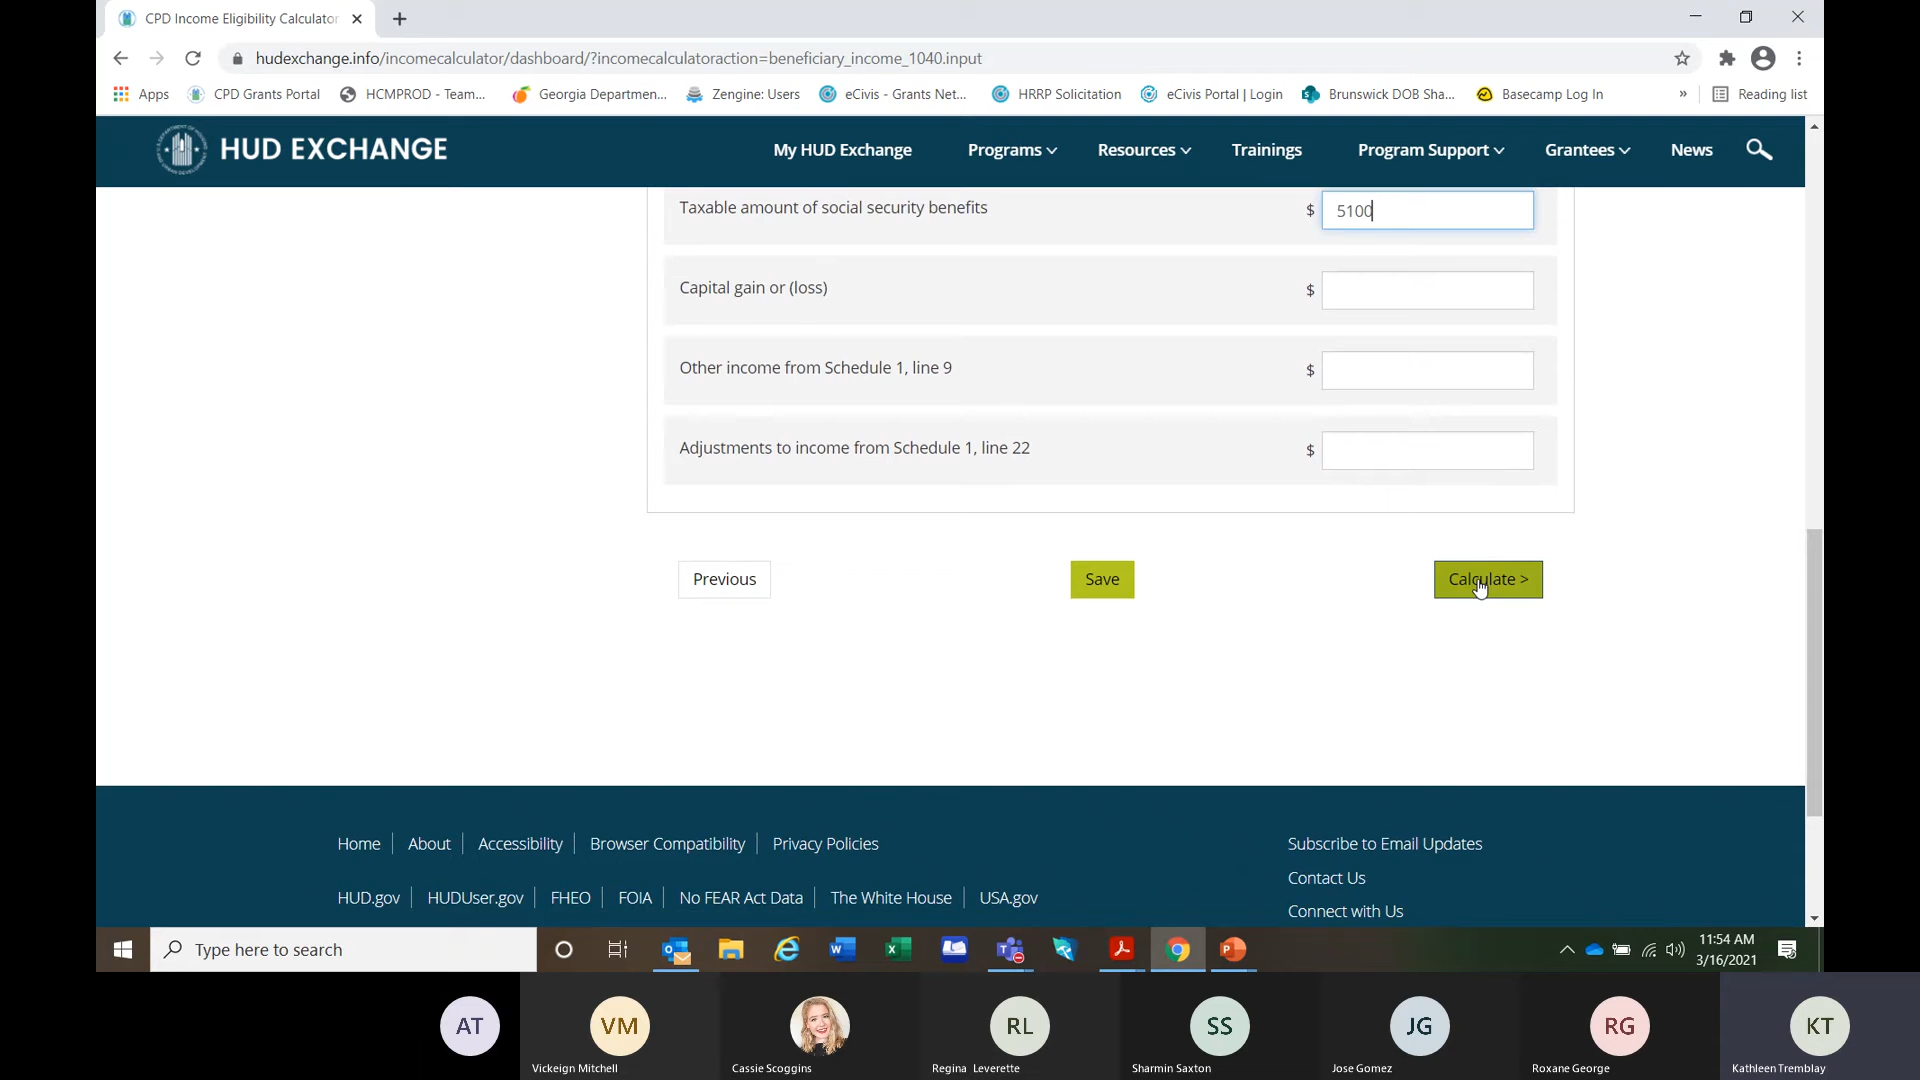 CPD Income Eligibility Calculator
hudexchange.info/incomecalculator/dashboard/?incomecalculatoraction=beneficiary_income_1040.input
Apps CPD Grants Portal HCMPROD - Team... Georgia Departmen... Zengine: Users eCivis - Grants Net... HRRP Solicitation eCivis Portal | Login Brunswick DOB Sha... Basecamp Log In » Reading list
HUD EXCHANGE My HUD Exchange Programs Resources Trainings Program Support Grantees News
Taxable amount of social security benefits $ 5100
Capital gain or (loss) $
Other income from Schedule 1, line 9 $
Adjustments to income from Schedule 1, line 22 $
Previous Save Calculate >
Home About Accessibility Browser Compatibility Privacy Policies Subscribe to Email Updates
Contact Us
HUD.gov HUDUser.gov FHEO FOIA No FEAR Act Data The White House USA.gov
Connect with Us
Type here to search
11:54 AM
3/16/2021
AT VM RL SS JG RG KT
Vickeign Mitchell Cassie Scoggins Regina Leverette Sharmin Saxton Jose Gomez Roxane George Kathleen Tremblay